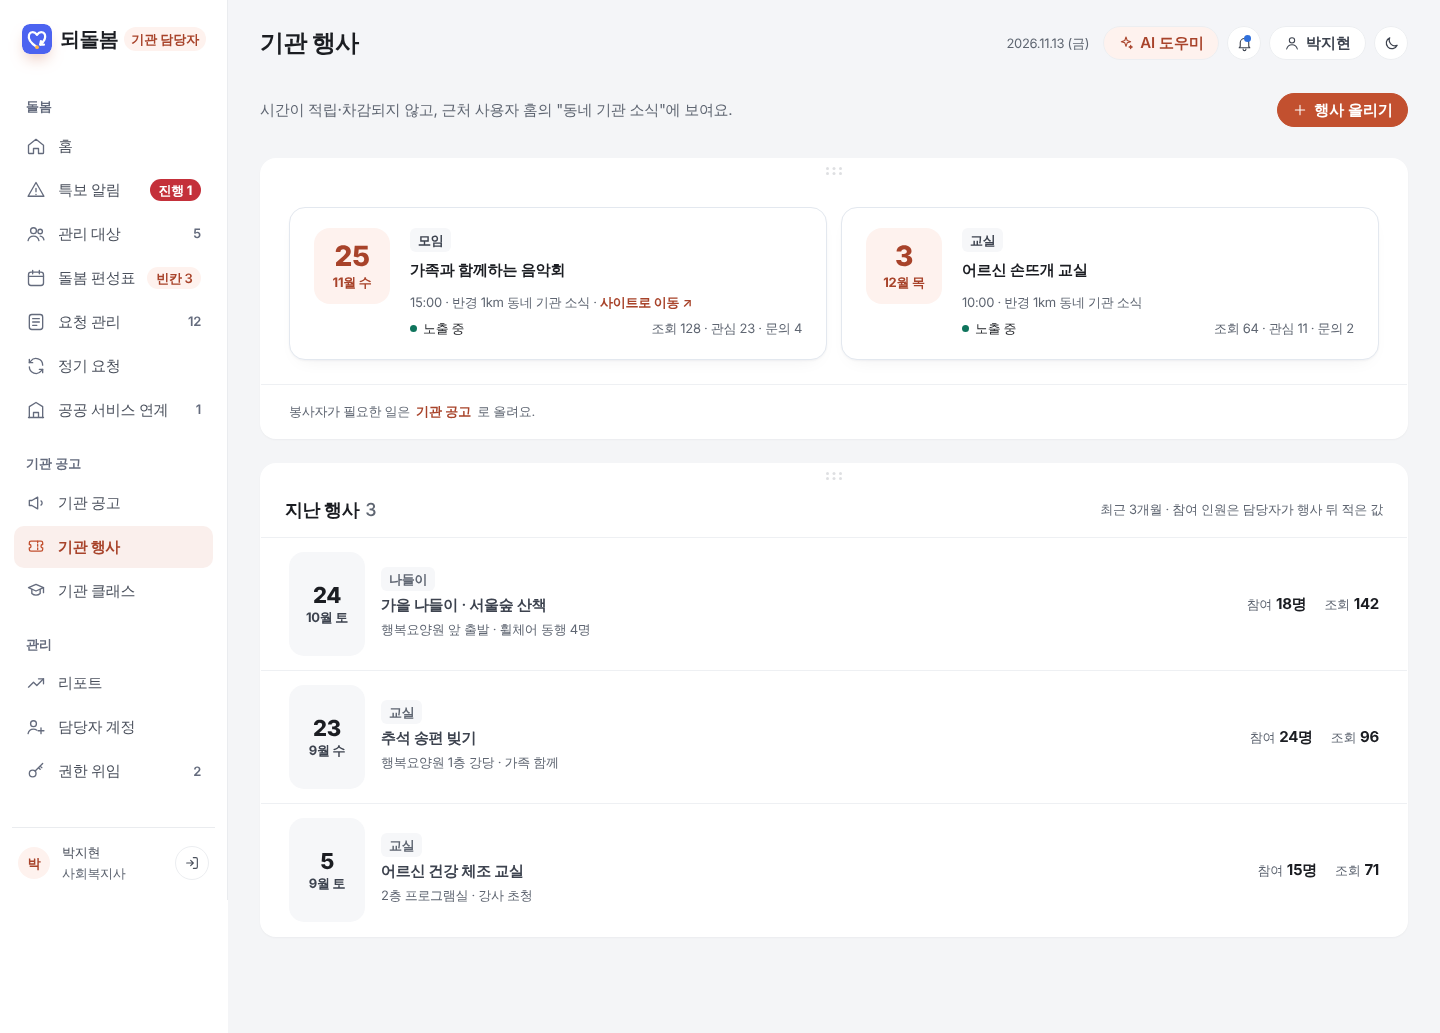 되돌봄 기관 담당자
돌봄
홈
특보 알림 진행 1
관리 대상 5
돌봄 편성표 빈칸 3
요청 관리 12
정기 요청
공공 서비스 연계 1
기관 공고
기관 공고
기관 행사
기관 클래스
관리
리포트
담당자 계정
권한 위임 2
박 박지현
사회복지사
기관 행사
2026.11.13 (금) AI 도우미 박지현
시간이 적립·차감되지 않고, 근처 사용자 홈의 "동네 기관 소식"에 보여요.
행사 올리기
25
11월 수
모임
가족과 함께하는 음악회
15:00 · 반경 1km 동네 기관 소식 · 사이트로 이동 ↗
노출 중 조회 128 · 관심 23 · 문의 4
3
12월 목
교실
어르신 손뜨개 교실
10:00 · 반경 1km 동네 기관 소식
노출 중 조회 64 · 관심 11 · 문의 2
봉사자가 필요한 일은 기관 공고 로 올려요.
지난 행사 3
최근 3개월 · 참여 인원은 담당자가 행사 뒤 적은 값
24
10월 토
나들이
가을 나들이 · 서울숲 산책
행복요양원 앞 출발 · 휠체어 동행 4명
참여 18명 조회 142
23
9월 수
교실
추석 송편 빚기
행복요양원 1층 강당 · 가족 함께
참여 24명 조회 96
5
9월 토
교실
어르신 건강 체조 교실
2층 프로그램실 · 강사 초청
참여 15명 조회 71